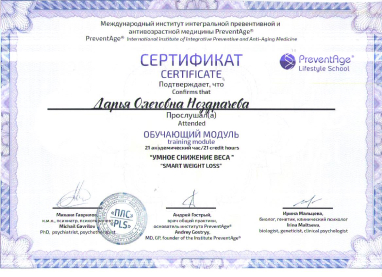 Международный институт интегральной превентивной и
антивозрастной медицины PreventAge®
PreventAge® International Institute of Integrative Preventive and Anti-Aging Medicine
СЕРТИФИКАТ
CERTIFICATE
PreventAge®
Lifestyle School
Подтверждает, что
Confirms that
Дарья Олеговна Ноздрачева
Прослушал(а)
Attended
ОБУЧАЮЩИЙ МОДУЛЬ
training module
21 академический час/21 credit hours
"УМНОЕ СНИЖЕНИЕ ВЕСА "
"SMART WEIGHT LOSS"
Михаил Гаврилов,
к.м.н., психиатр, психотерапевт
Michail Gavrilov
PhD, psychiatrist, psychotherapist
"ПЛС"
"PLS"
Андрей Гострый,
врач общей практики,
основатель института PreventAge®
Andrey Gostryy,
MD, GP, founder of the Institute PreventAge®
Ирина Мальцева,
биолог, генетик, клинический психолог
Irina Maltseva,
biologist, geneticist, clinical psychologist